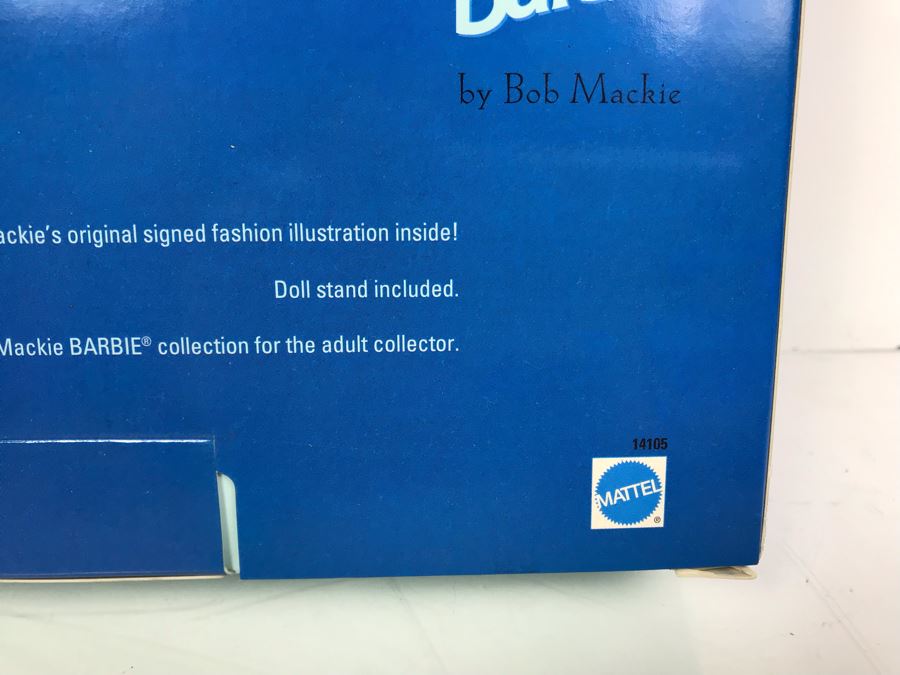 by Bob Mackie
ackie's original signed fashion illustration inside!
Doll stand included.
Mackie BARBIE® collection for the adult collector.
14105
MATTEL
®